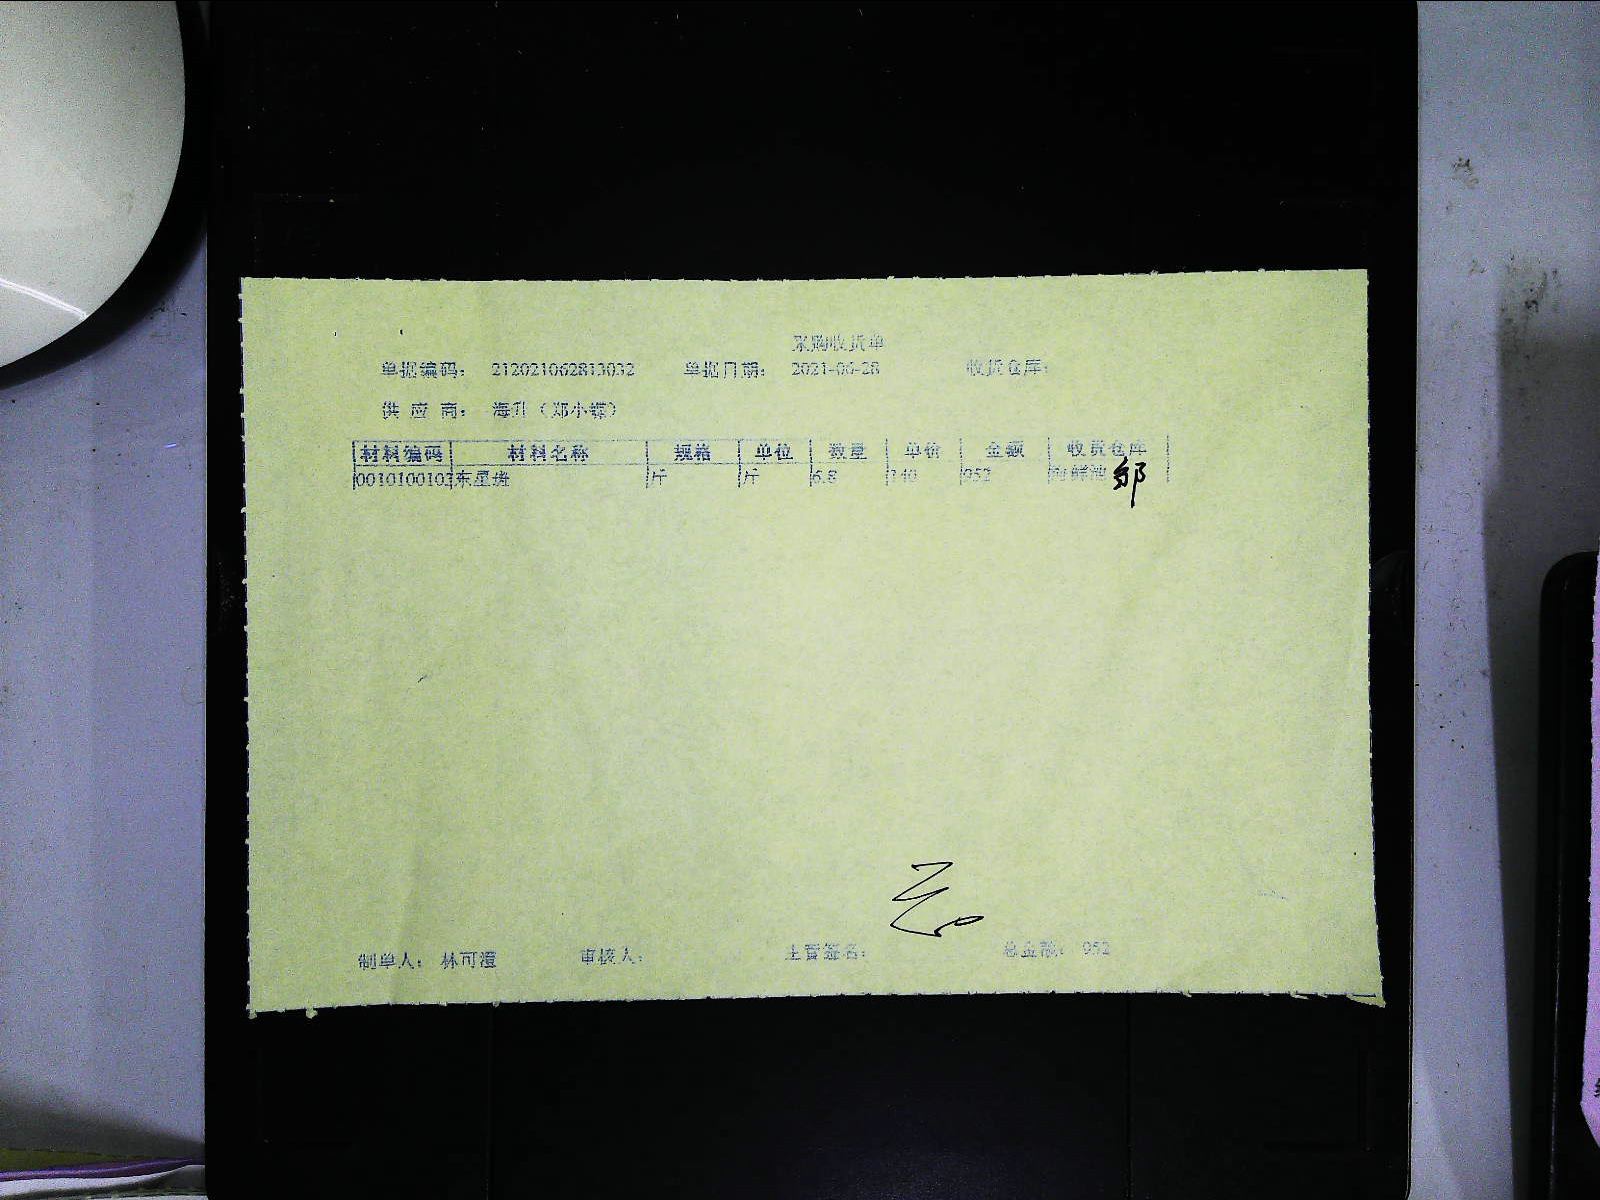 采购收货单
单据编码： 212021062813032 单据日期： 2021-06-28 收货仓库：
供 应 商： 海升（郑小蝶）
材料编码 材料名称 规格 单位 数量 单价 金额 收货仓库
0010100103 东星斑 斤 斤 6.8 140 952 海鲜池 邹
制单人： 林可澄 审核人： 主管签名： 总金额： 952